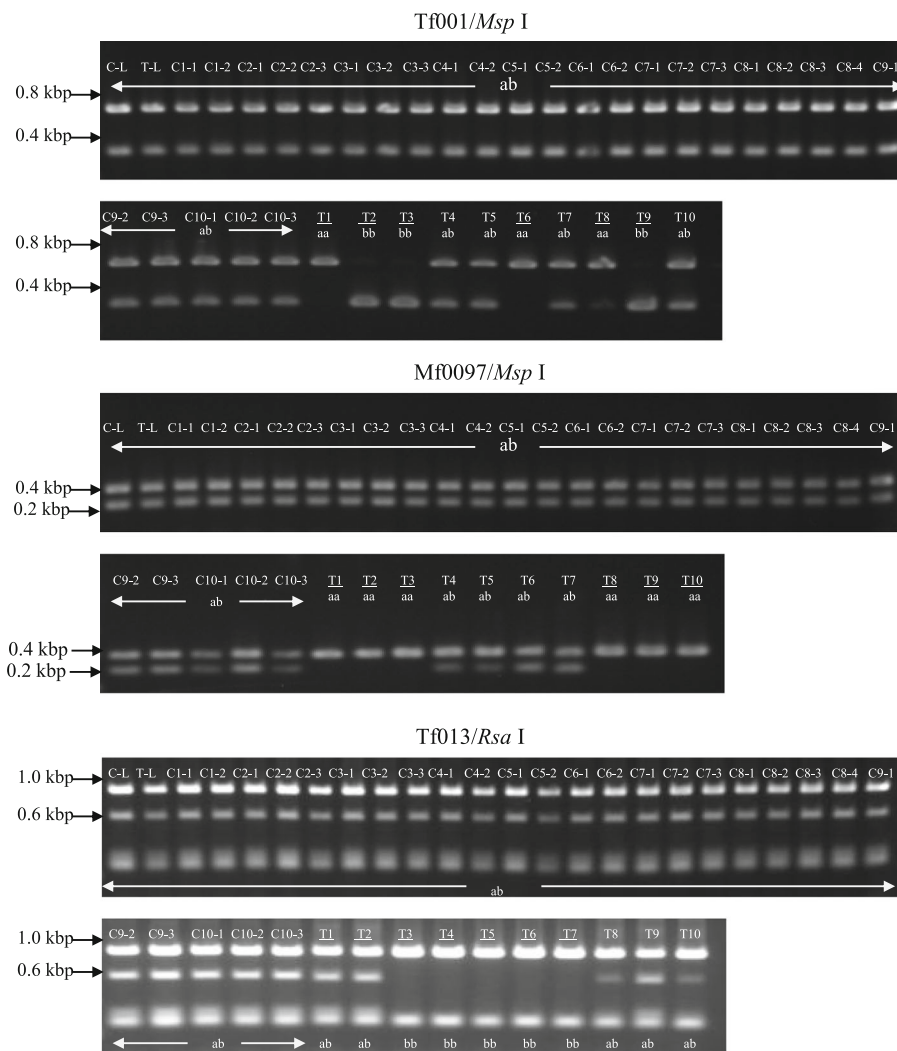 Tf001/Msp I
C-L T-L C1-1 C1-2 C2-1 C2-2 C2-3 C3-1 C3-2 C3-3 C4-1 C4-2 C5-1 C5-2 C6-1 C6-2 C7-1 C7-2 C7-3 C8-1 C8-2 C8-3 C8-4 C9-1
ab
0.8 kbp
0.4 kbp
C9-2 C9-3 C10-1 C10-2 C10-3 T1 T2 T3 T4 T5 T6 T7 T8 T9 T10
ab aa bb bb ab ab aa ab aa bb ab
0.8 kbp
0.4 kbp
Mf0097/Msp I
C-L T-L C1-1 C1-2 C2-1 C2-2 C2-3 C3-1 C3-2 C3-3 C4-1 C4-2 C5-1 C5-2 C6-1 C6-2 C7-1 C7-2 C7-3 C8-1 C8-2 C8-3 C8-4 C9-1
ab
0.4 kbp
0.2 kbp
C9-2 C9-3 C10-1 C10-2 C10-3 T1 T2 T3 T4 T5 T6 T7 T8 T9 T10
ab aa aa aa ab ab ab ab aa aa aa
0.4 kbp
0.2 kbp
Tf013/Rsa I
C-L T-L C1-1 C1-2 C2-1 C2-2 C2-3 C3-1 C3-2 C3-3 C4-1 C4-2 C5-1 C5-2 C6-1 C6-2 C7-1 C7-2 C7-3 C8-1 C8-2 C8-3 C8-4 C9-1
1.0 kbp
0.6 kbp
ab
C9-2 C9-3 C10-1 C10-2 C10-3 T1 T2 T3 T4 T5 T6 T7 T8 T9 T10
1.0 kbp
0.6 kbp
ab ab ab bb bb bb bb bb ab ab ab